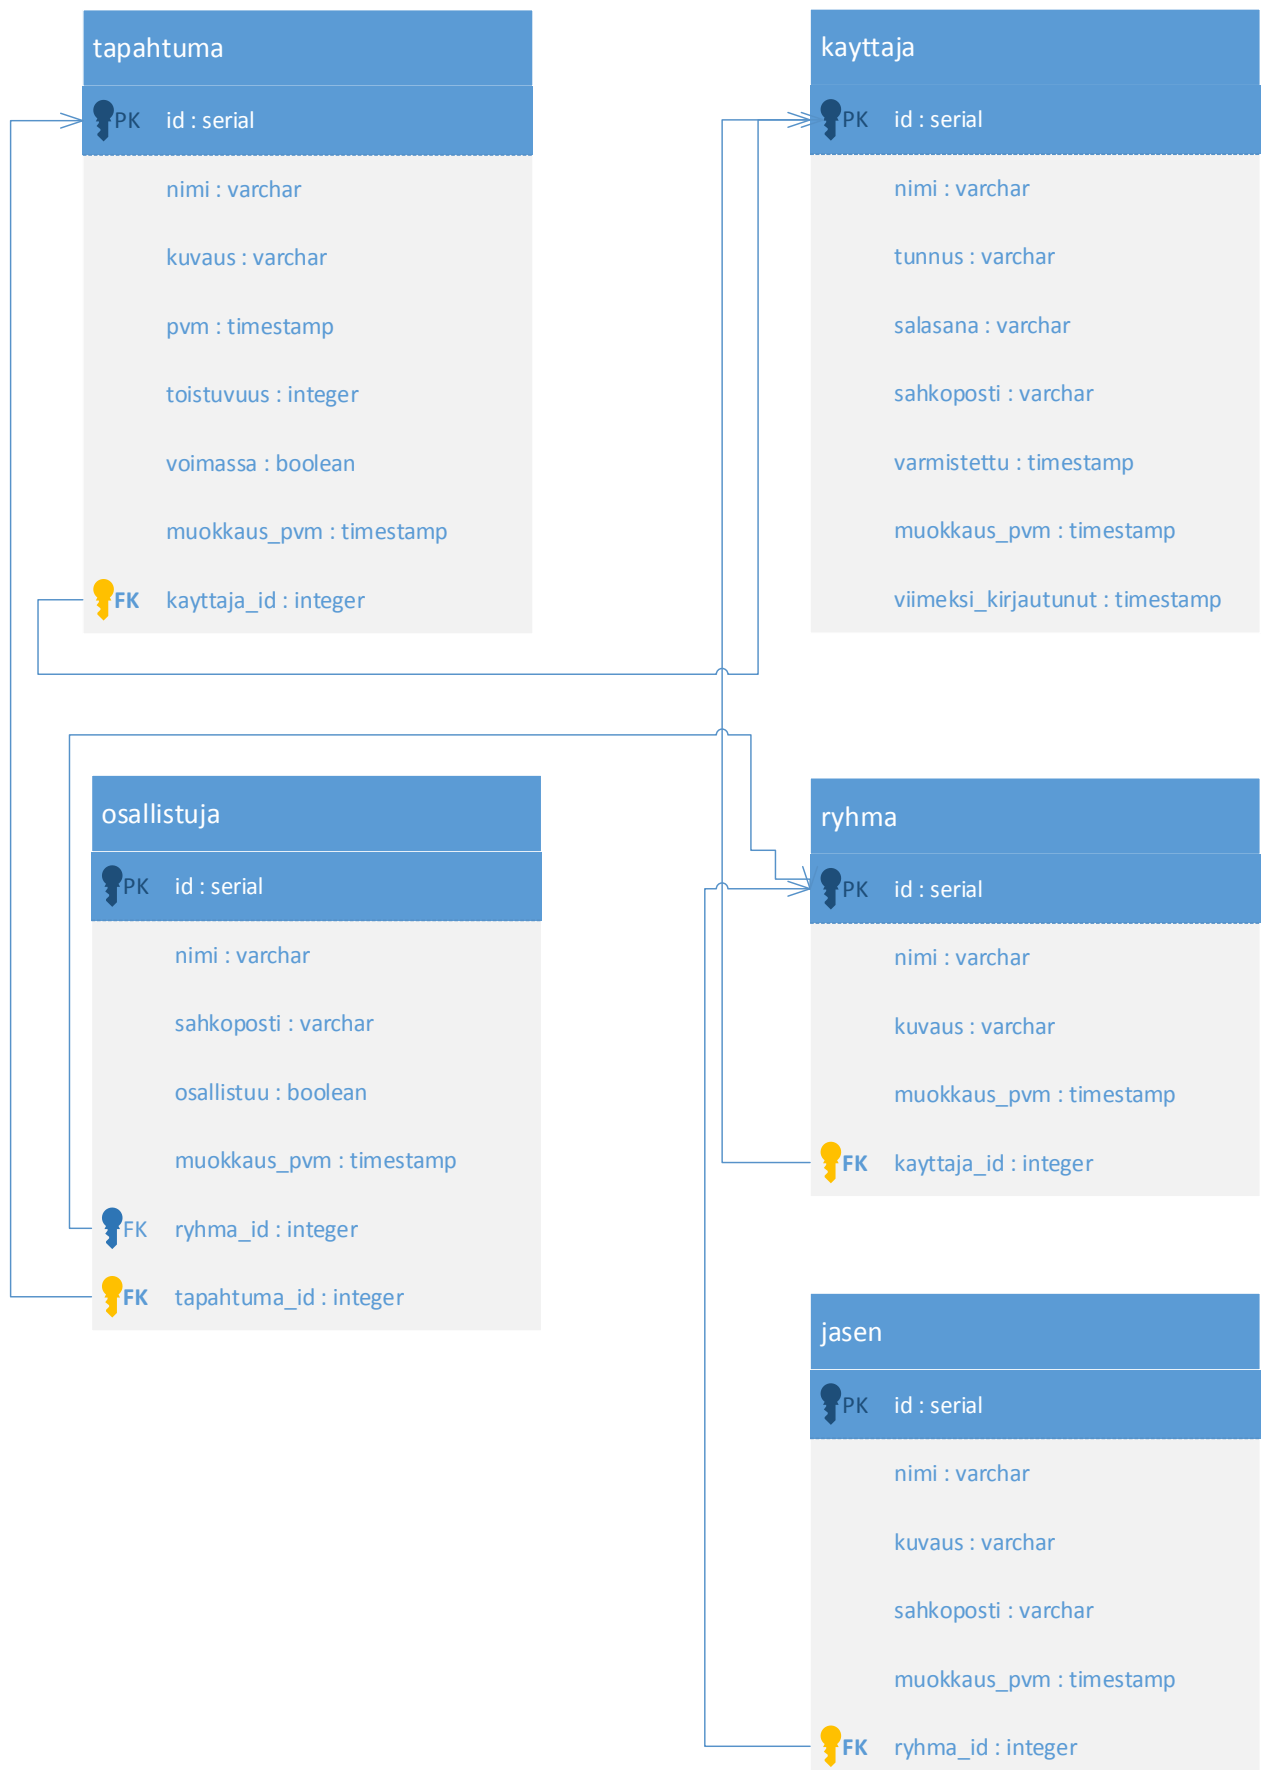 tapahtuma
PK id : serial
nimi : varchar
kuvaus : varchar
pvm : timestamp
toistuvuus : integer
voimassa : boolean
muokkaus_pvm : timestamp
FK kayttaja_id : integer
kayttaja
PK id : serial
nimi : varchar
tunnus : varchar
salasana : varchar
sahkoposti : varchar
varmistettu : timestamp
muokkaus_pvm : timestamp
viimeksi_kirjautunut : timestamp
osallistuja
PK id : serial
nimi : varchar
sahkoposti : varchar
osallistuu : boolean
muokkaus_pvm : timestamp
FK ryhma_id : integer
FK tapahtuma_id : integer
ryhma
PK id : serial
nimi : varchar
kuvaus : varchar
muokkaus_pvm : timestamp
FK kayttaja_id : integer
jasen
PK id : serial
nimi : varchar
kuvaus : varchar
sahkoposti : varchar
muokkaus_pvm : timestamp
FK ryhma_id : integer